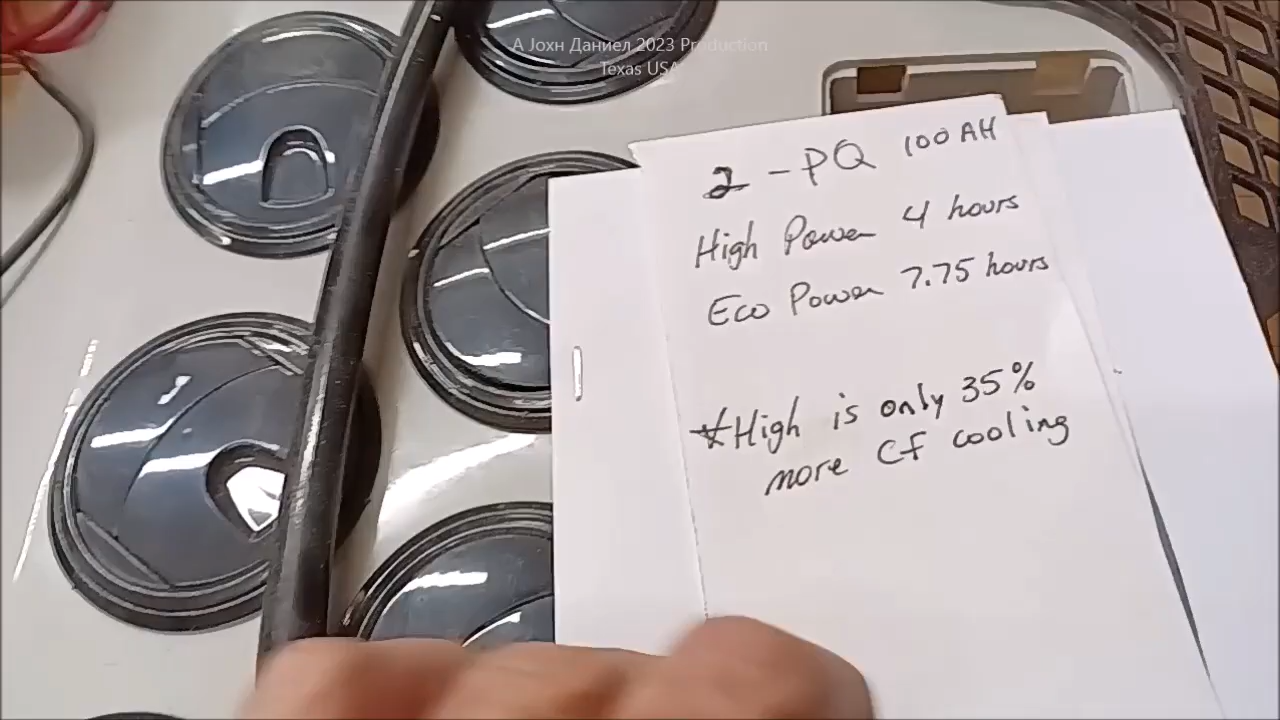 A Јохн Даниел 2023 Production
Texas USA
2 - PQ 100 AH
High Power 4 hours
Eco Power 7.75 hours
*High is only 35%
more CF cooling